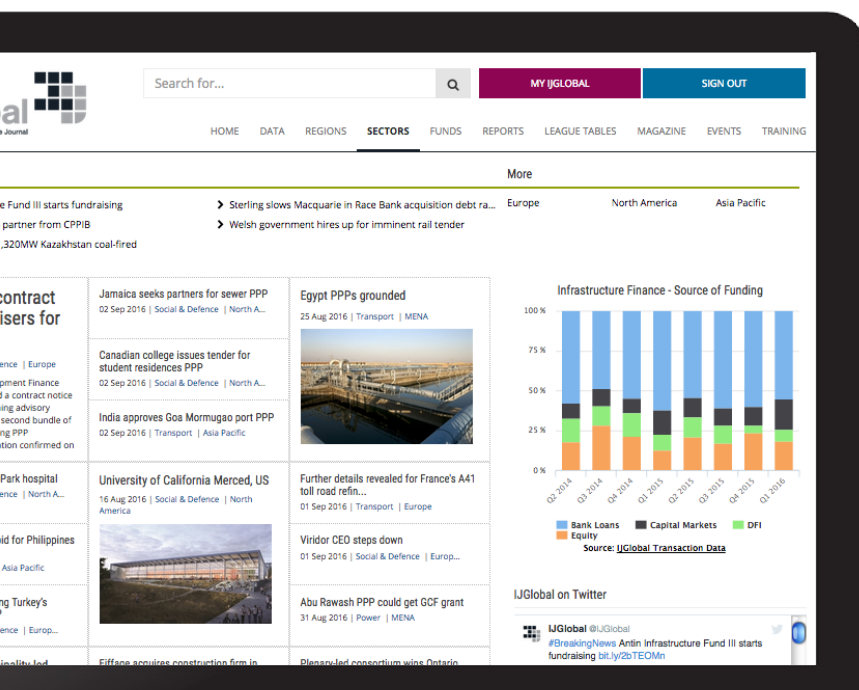 al
Journal
Search for...
MY IJGLOBAL
SIGN OUT
HOME DATA REGIONS SECTORS FUNDS REPORTS LEAGUE TABLES MAGAZINE EVENTS TRAINING
More
e Fund III starts fundraising
Sterling slows Macquarie in Race Bank acquisition debt ra...
Europe North America Asia Pacific
partner from CPPIB
Welsh government hires up for imminent rail tender
,320MW Kazakhstan coal-fired
contract
isers for
ence | Europe
pment Finance
d a contract notice
ning advisory
second bundle of
ng PPP
ation confirmed on
Jamaica seeks partners for sewer PPP
02 Sep 2016 | Social & Defence | North A...
Canadian college issues tender for
student residences PPP
02 Sep 2016 | Social & Defence | North A...
India approves Goa Mormugao port PPP
02 Sep 2016 | Transport | Asia Pacific
Egypt PPPs grounded
25 Aug 2016 | Transport | MENA
Park hospital
ence | North A...
oid for Philippines
Asia Pacific
ng Turkey's
ence | Europ...
University of California Merced, US
16 Aug 2016 | Social & Defence | North
America
Eiffage acquires construction firm in
Further details revealed for France's A41
toll road refin...
01 Sep 2016 | Transport | Europe
Viridor CEO steps down
01 Sep 2016 | Social & Defence | Europ...
Abu Rawash PPP could get GCF grant
31 Aug 2016 | Power | MENA
Plenary-led consortium wins Ontario
Infrastructure Finance - Source of Funding
100 %
75 %
50 %
25 %
0 %
Q2 2014 Q3 2014 Q4 2014 Q1 2015 Q2 2015 Q3 2015 Q4 2015 Q1 2016
Bank Loans Capital Markets DFI
Equity
Source: IJGlobal Transaction Data
IJGlobal on Twitter
IJGlobal @IJGlobal
#BreakingNews Antin Infrastructure Fund III starts
fundraising bit.ly/2bTEOMn